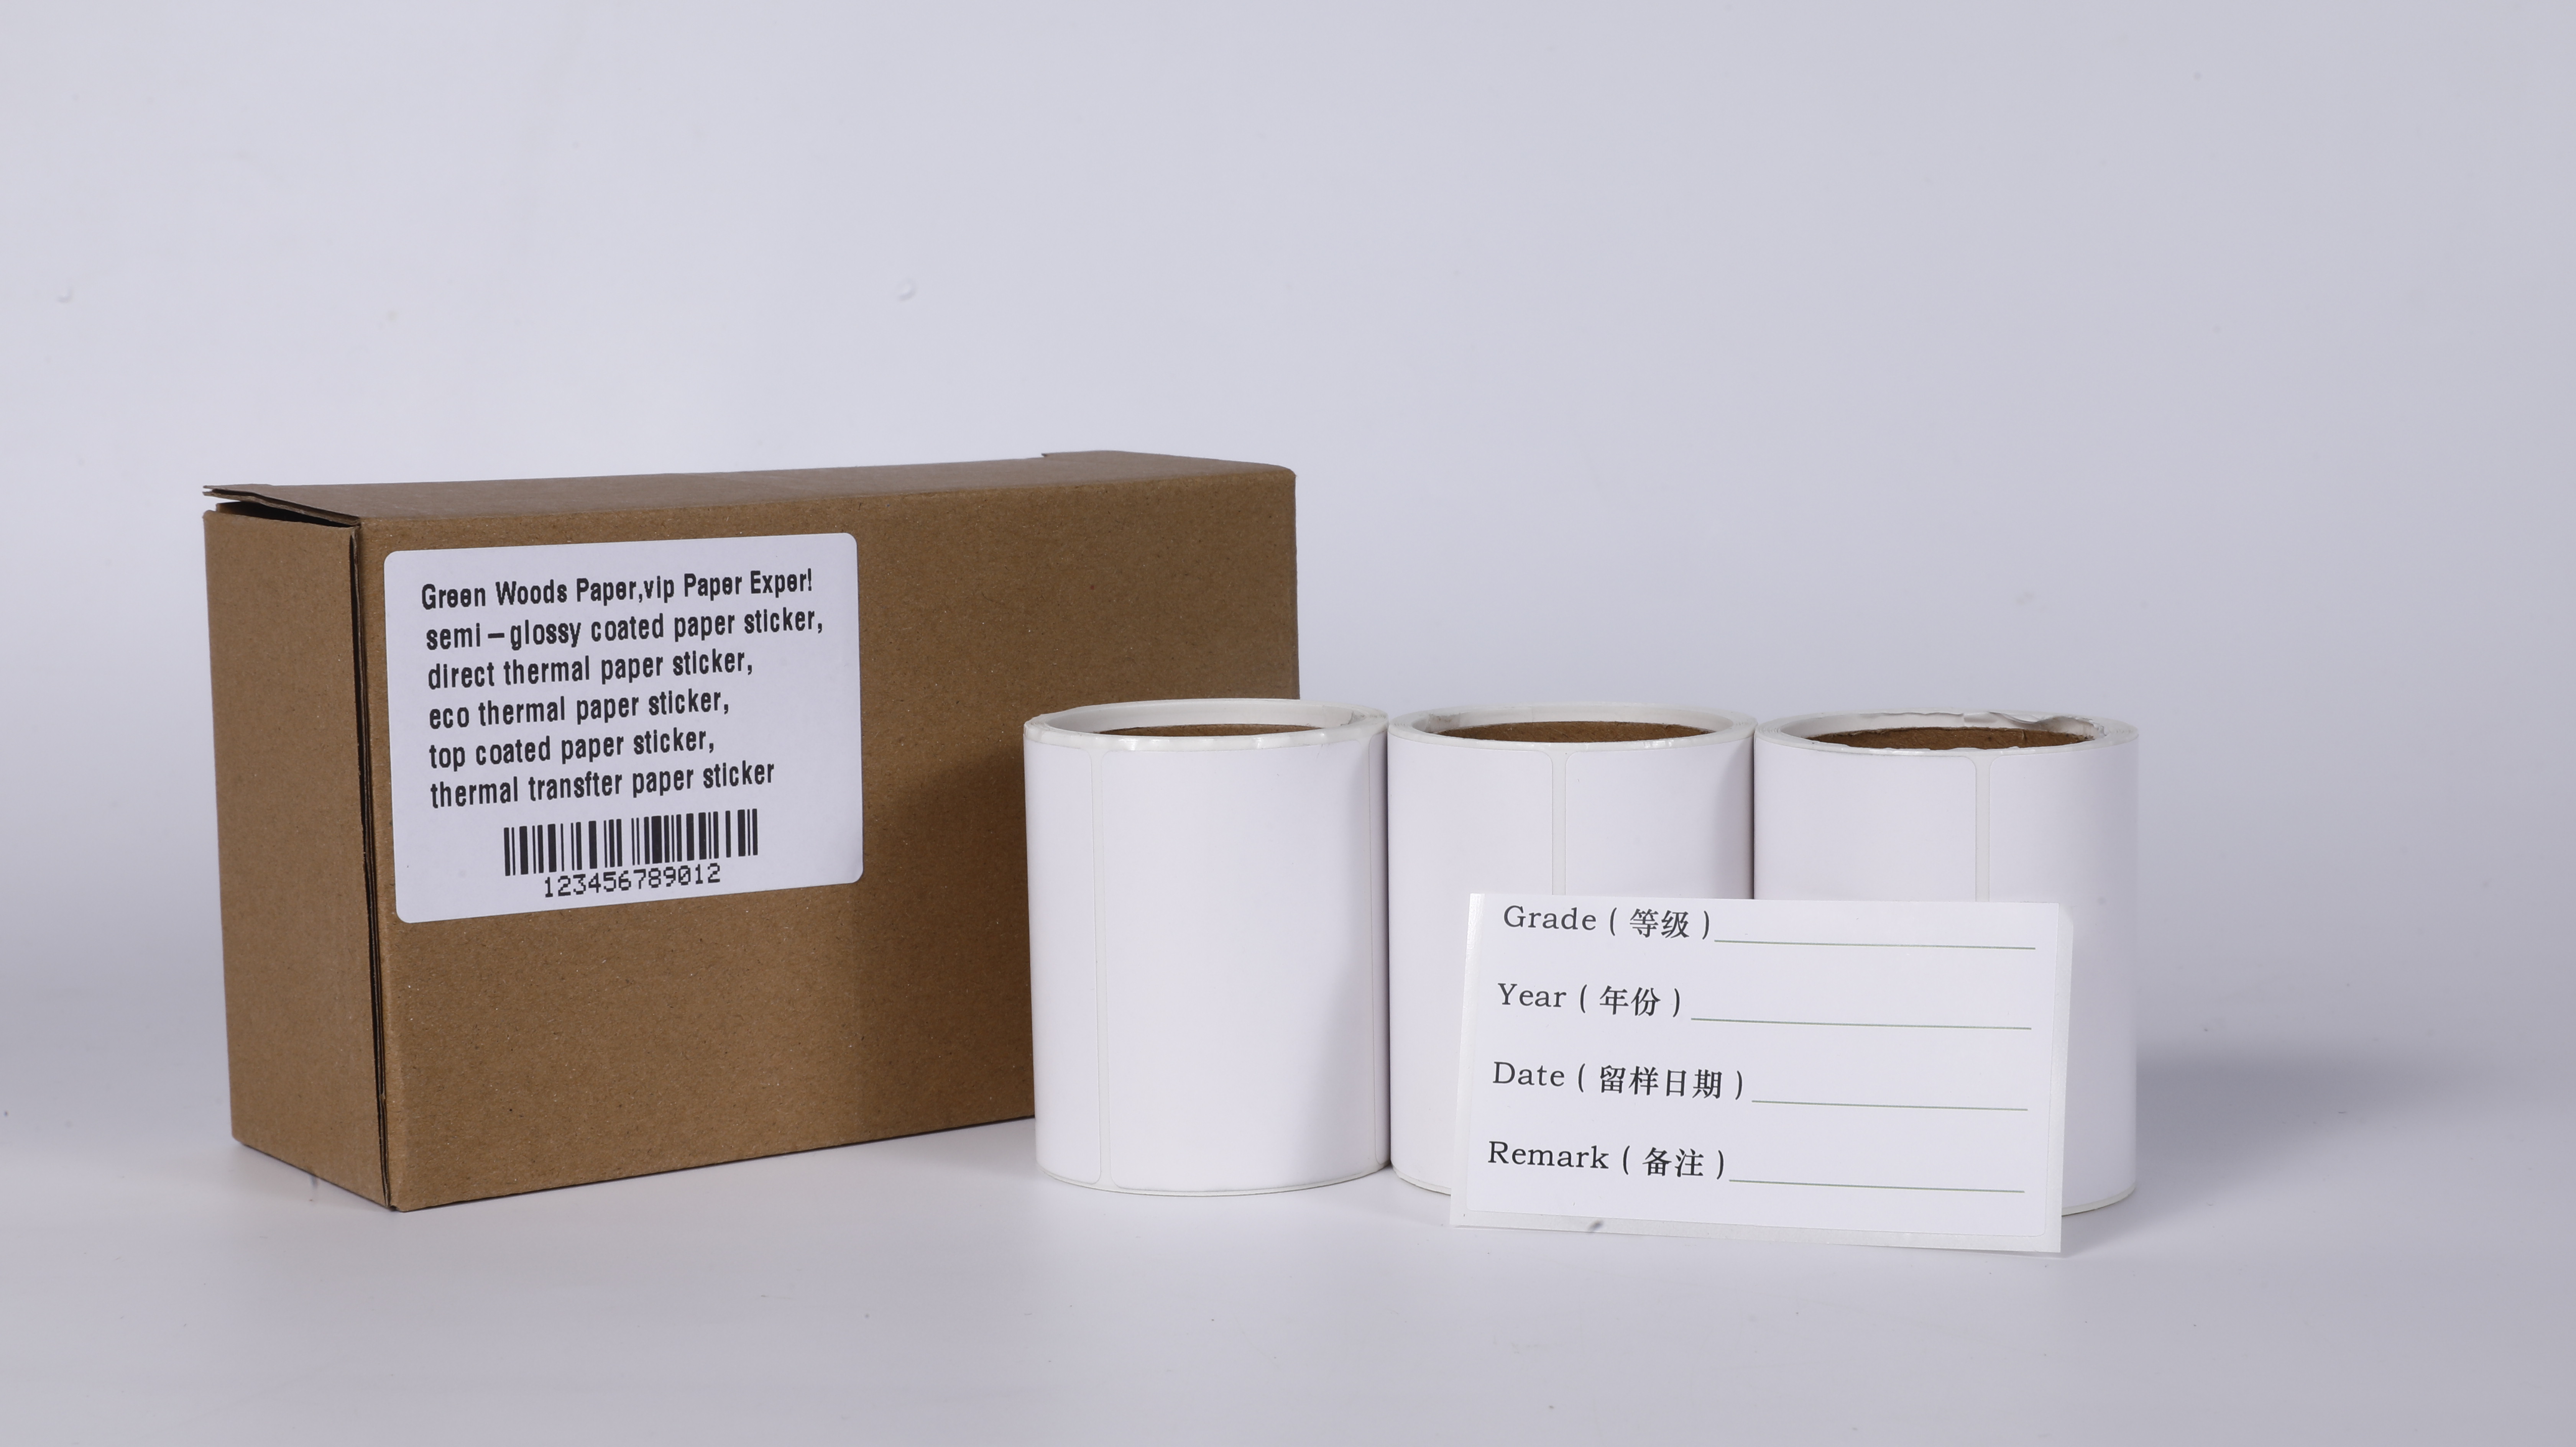 Green Woods Paper,vip Paper Exper!
semi-glossy coated paper sticker,
direct thermal paper sticker,
eco thermal paper sticker,
top coated paper sticker,
thermal transfter paper sticker
123456789012
Grade ( 等级 )
Year ( 年份 )
Date ( 留样日期 )
Remark ( 备注 )